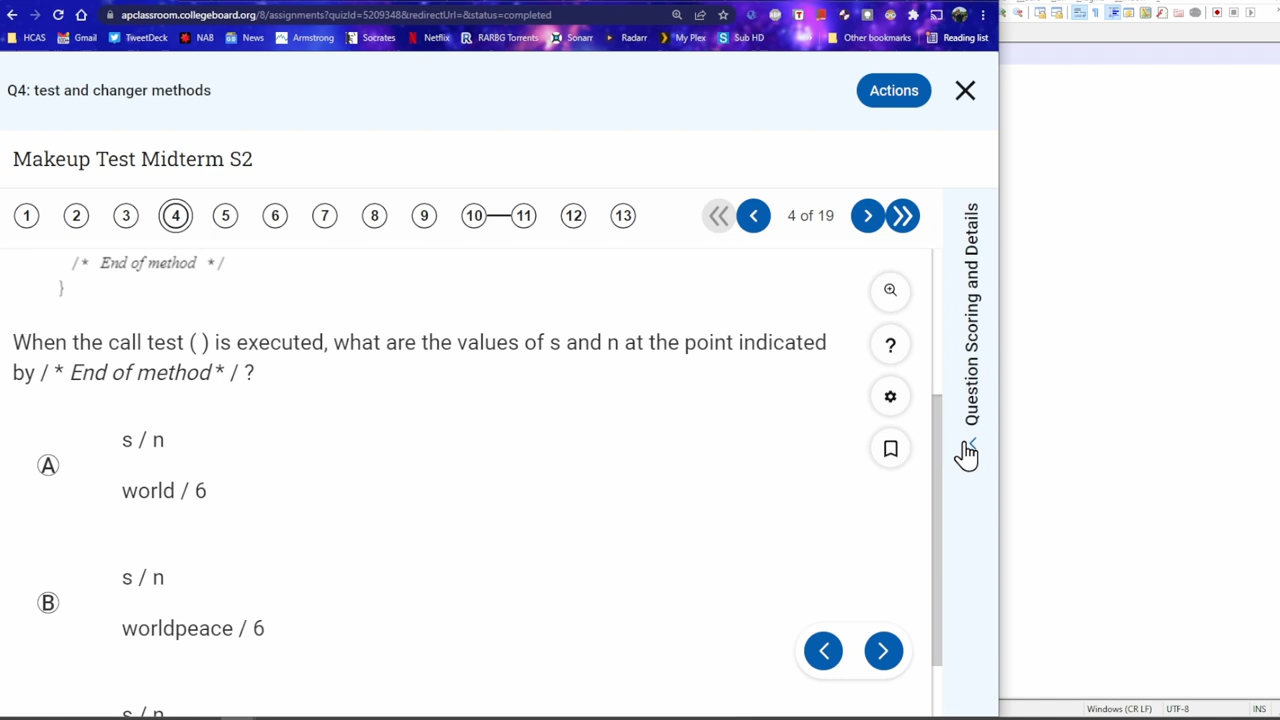 apclassroom.collegeboard.org/8/assignments?quizId=5209348&redirectUrl=&status=completed
HCAS Gmail TweetDeck NAB News Armstrong Socrates Netflix RARBG Torrents Sonarr Radarr My Plex Sub HD Other bookmarks Reading list
Q4: test and changer methods
Actions
Makeup Test Midterm S2
1 2 3 4 5 6 7 8 9 10 11 12 13 4 of 19
/* End of method */
}
When the call test ( ) is executed, what are the values of s and n at the point indicated
by / * End of method * / ?
A
s / n
world / 6
B
s / n
worldpeace / 6
s / n
Question Scoring and Details
?
Windows (CR LF) UTF-8 INS